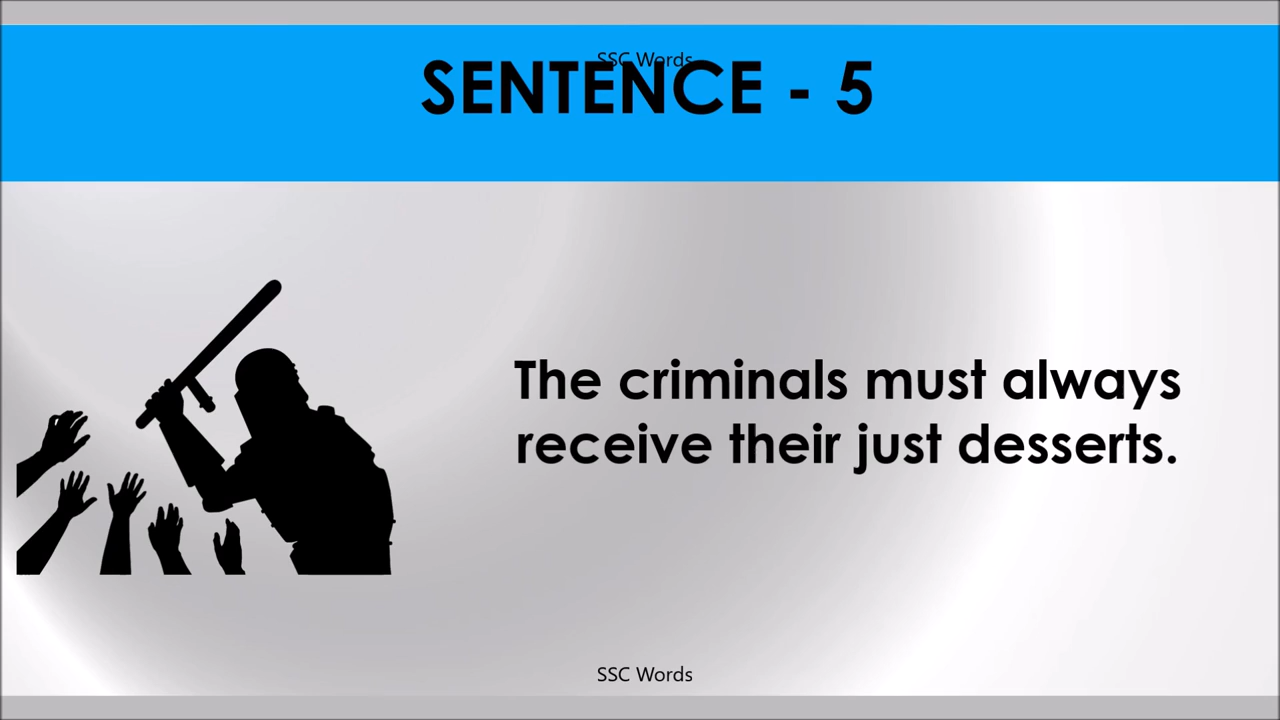 SSC Words
SENTENCE - 5
The criminals must always
receive their just desserts.
SSC Words